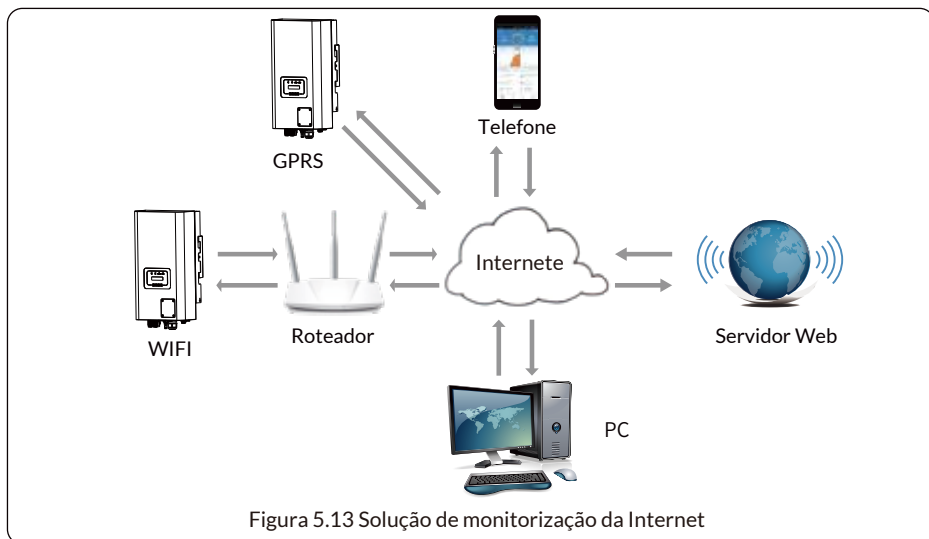 Telefone
GPRS
Internete
WIFI
Roteador
Servidor Web
PC
Figura 5.13 Solução de monitorização da Internet